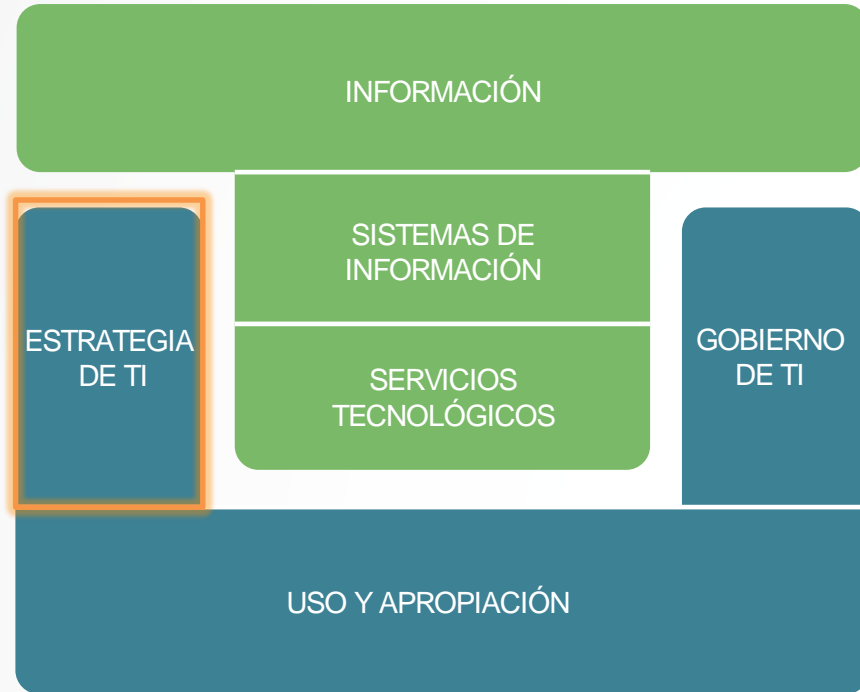 INFORMACIÓN
SISTEMAS DE
INFORMACIÓN
ESTRATEGIA
DE TI
GOBIERNO
DE TI
SERVICIOS
TECNOLÓGICOS
USO Y APROPIACIÓN